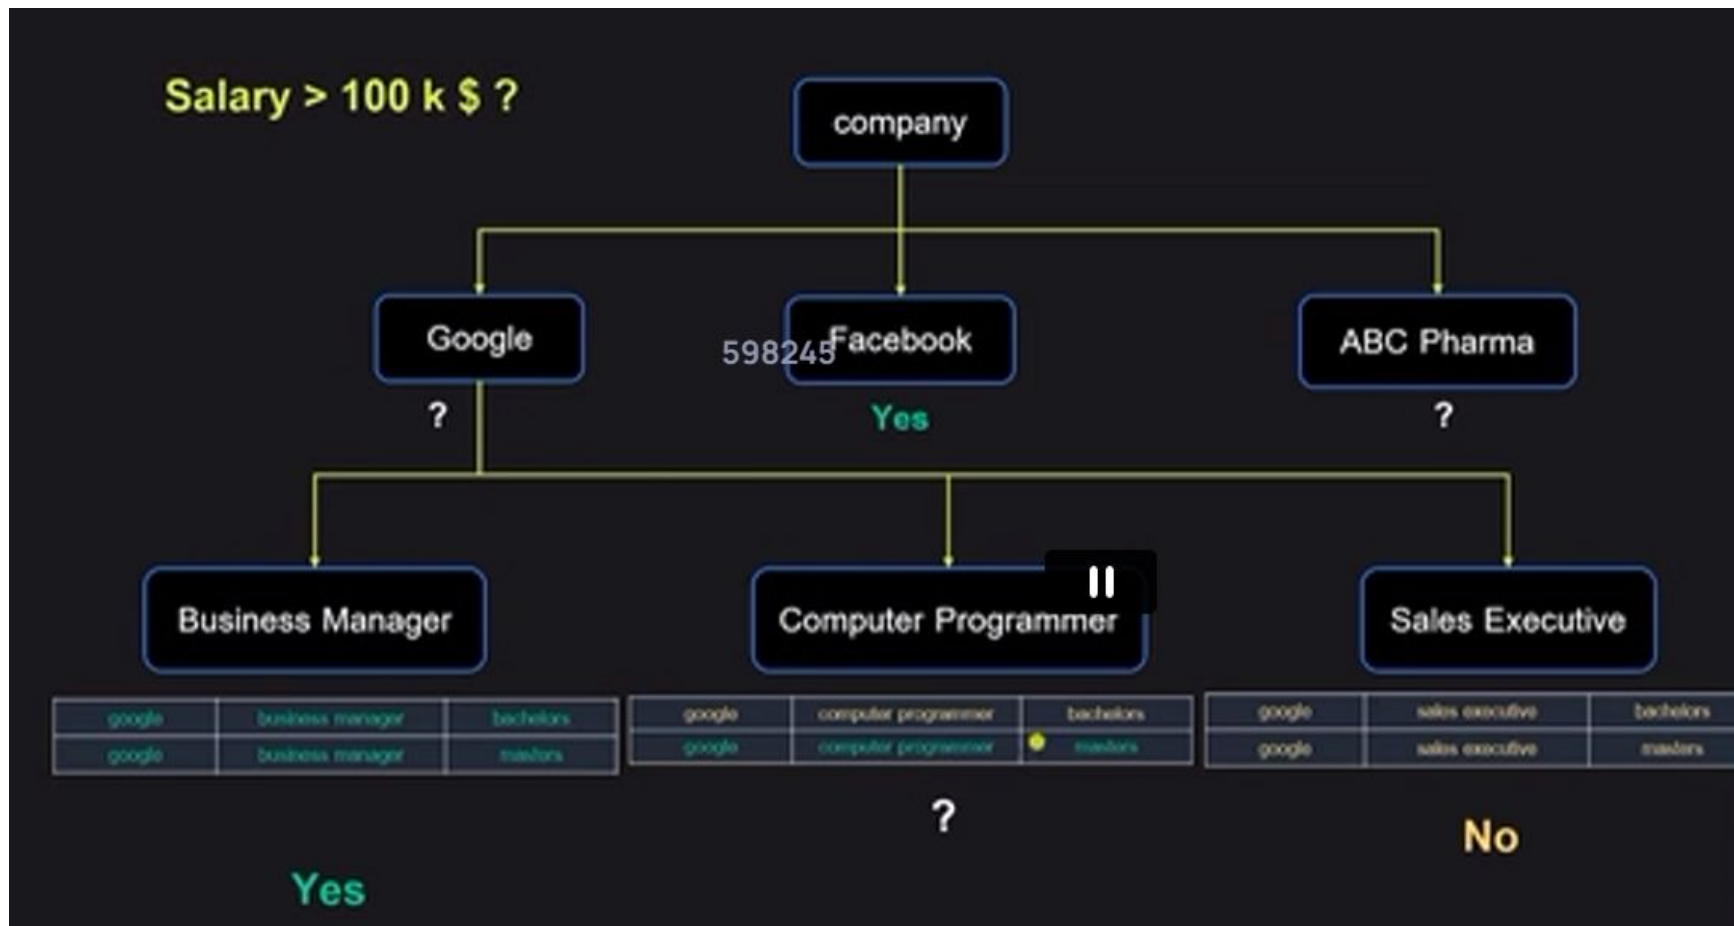 Salary > 100 k $ ?
company
Google
Facebook
ABC Pharma
598245
?
Yes
?
Business Manager
Computer Programmer
Sales Executive
google business manager bachelors
google business manager masters
google computer programmer bachelors
google computer programmer masters
google sales executive bachelors
google sales executive masters
?
No
Yes